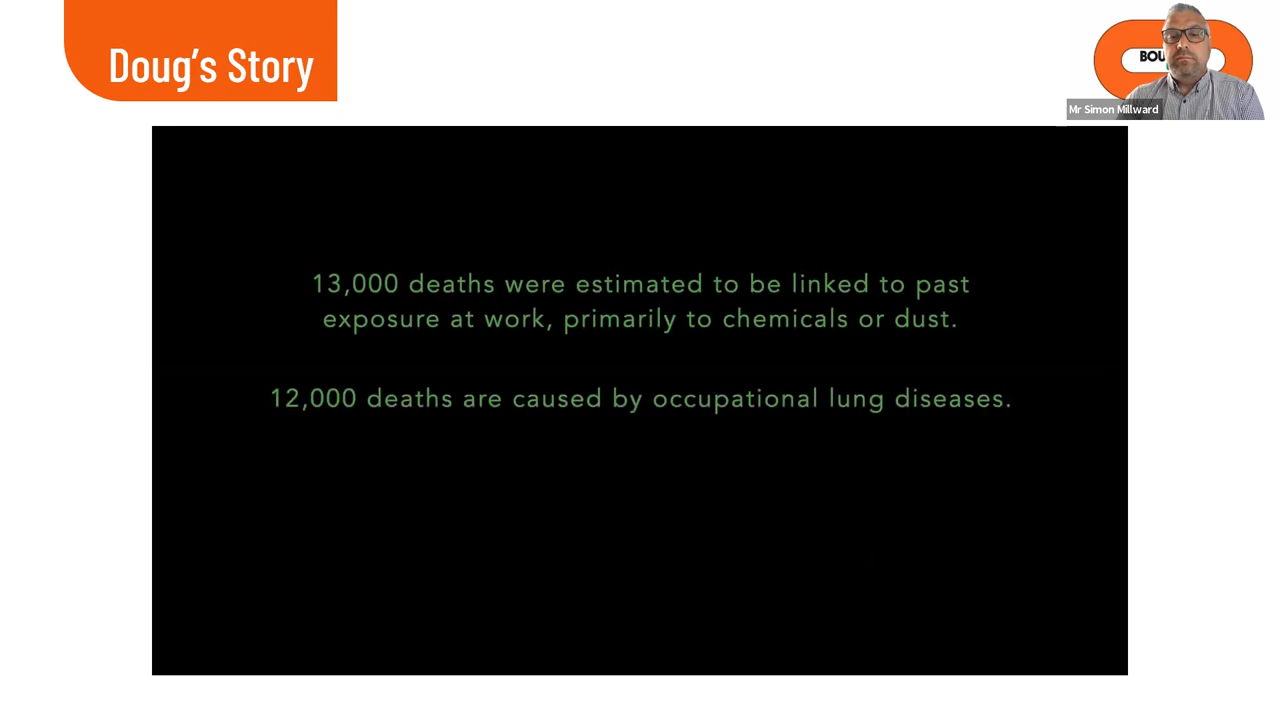 Doug's Story
BOU
Mr Simon Millward
13,000 deaths were estimated to be linked to past
exposure at work, primarily to chemicals or dust.
12,000 deaths are caused by occupational lung diseases.